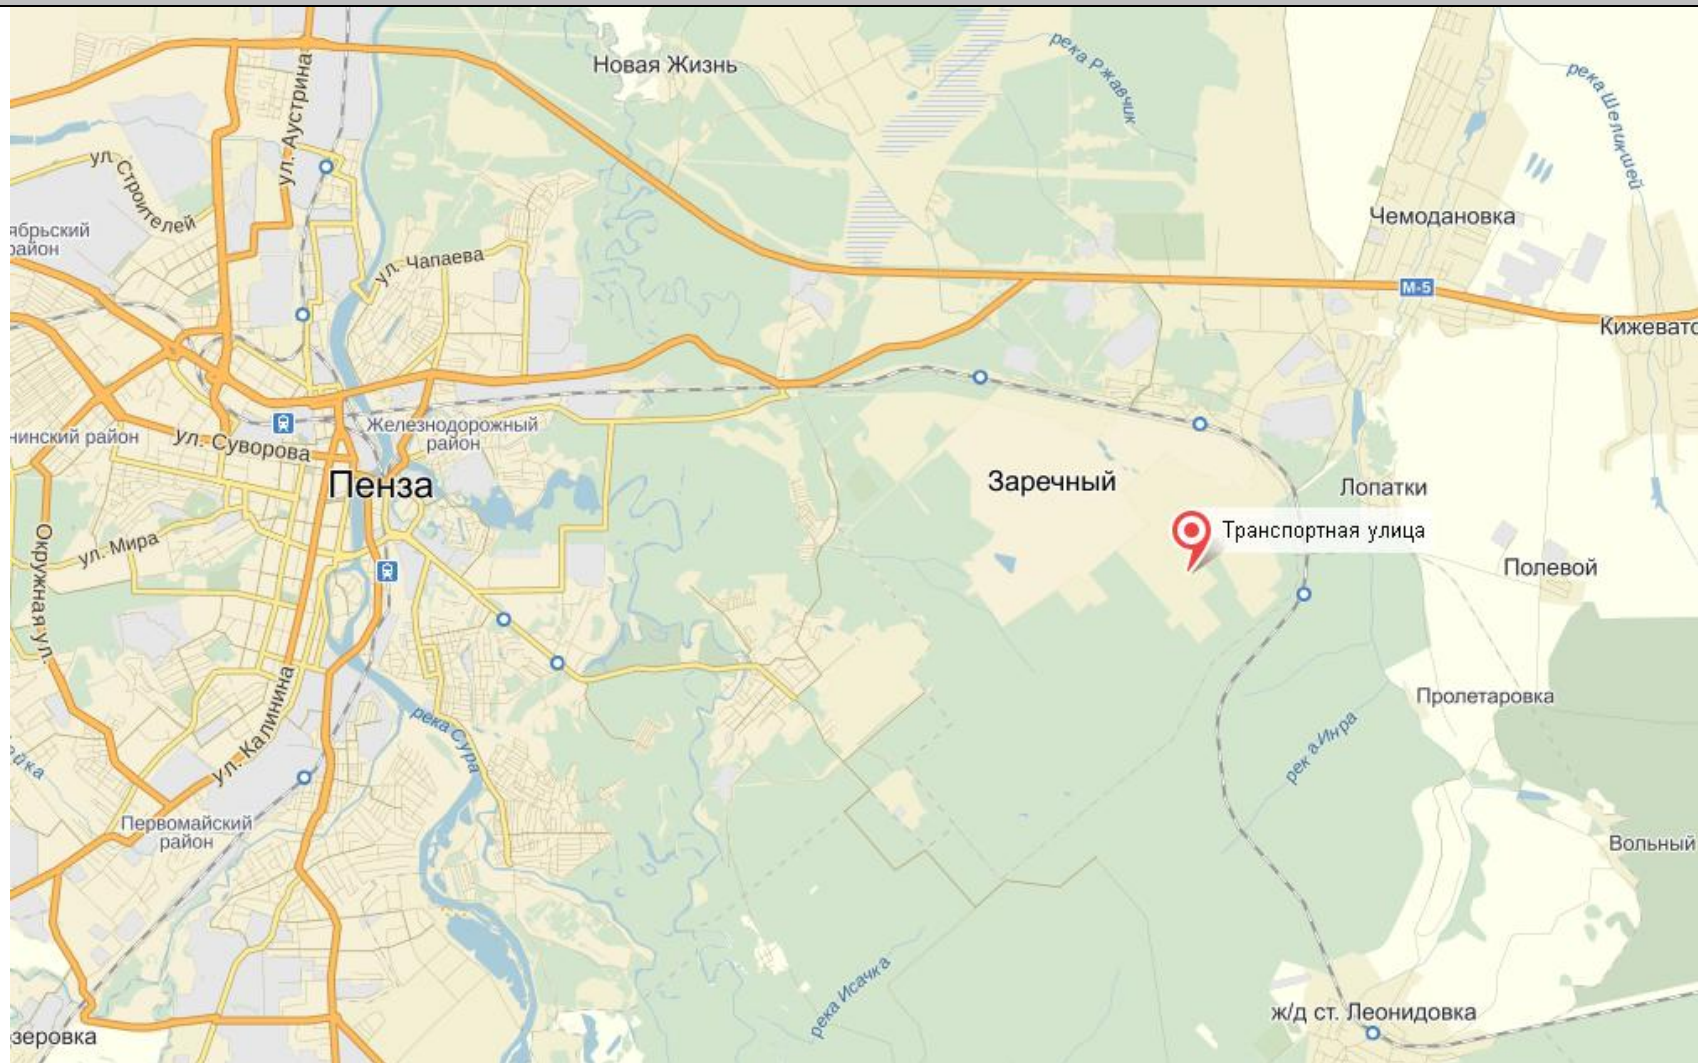 Новая Жизнь
река Ржавчик
река Шеликшей
ул. Аустрина
ул. Строителей
ябрьский
район
Чемодановка
ул. Чапаева
М-5
Кижевато
Железнодорожный
район
нинский район
ул. Суворова
Пенза
Заречный
Лопатки
Транспортная улица
Окружная ул.
ул. Мира
Полевой
Пролетаровка
ул. Калинина
река Сура
река Инра
ойка
Первомайский
район
Вольный
река Исачка
ж/д ст. Леонидовка
зеровка